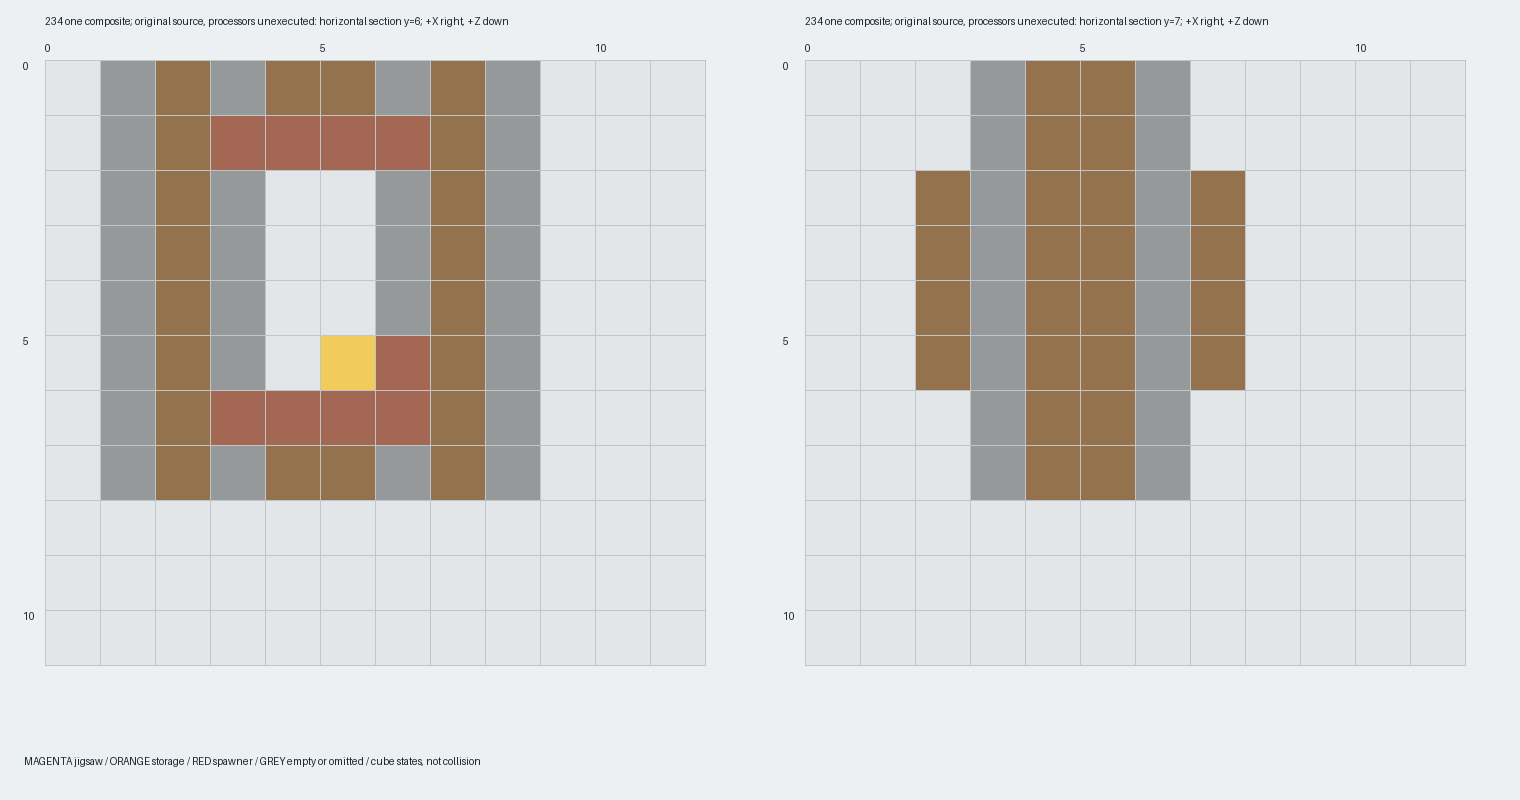 234 one composite; original source, processors unexecuted: horizontal section y=6; +X right, +Z down
0 5 10
0
5
10
234 one composite; original source, processors unexecuted: horizontal section y=7; +X right, +Z down
0 5 10
0
5
10
MAGENTA jigsaw / ORANGE storage / RED spawner / GREY empty or omitted / cube states, not collision